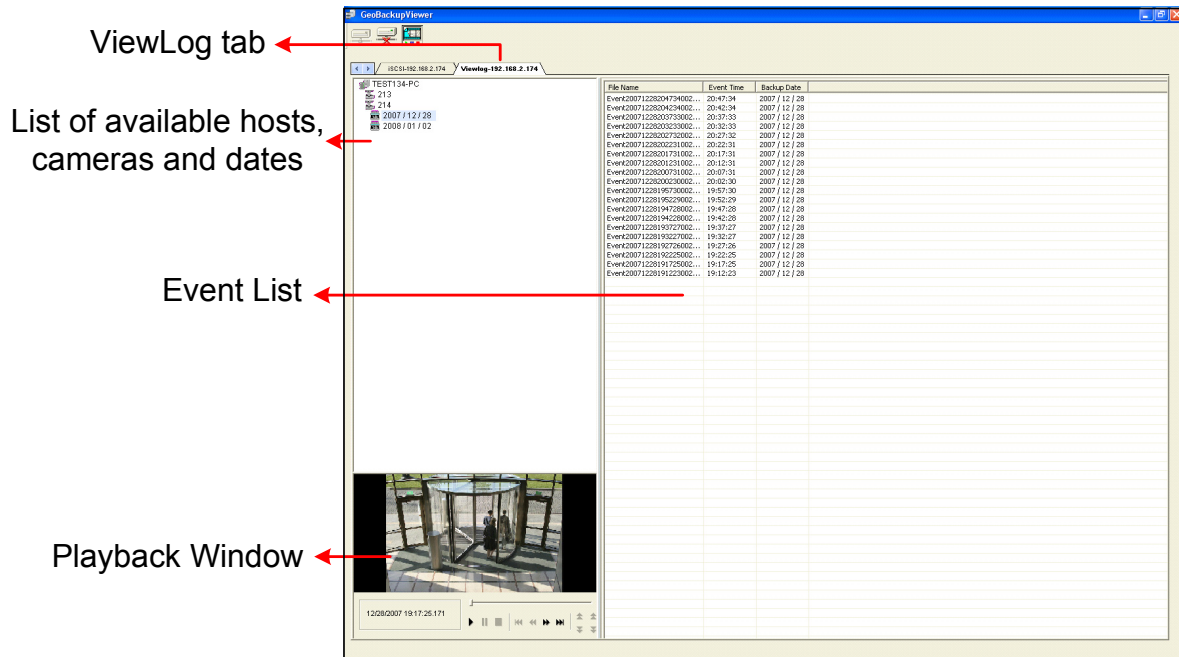 GeoBackupViewer
ViewLog tab
iSCSI-192.168.2.174 Viewlog-192.168.2.174
List of available hosts,
cameras and dates
TEST134-PC
213
214
2007 / 12 / 28
2008 / 01 / 02
File Name Event Time Backup Date
Event20071228204734002... 20:47:34 2007 / 12 / 28
Event20071228204234002... 20:42:34 2007 / 12 / 28
Event20071228203733002... 20:37:33 2007 / 12 / 28
Event20071228203233002... 20:32:33 2007 / 12 / 28
Event20071228202732002... 20:27:32 2007 / 12 / 28
Event20071228202231002... 20:22:31 2007 / 12 / 28
Event20071228201731002... 20:17:31 2007 / 12 / 28
Event20071228201231002... 20:12:31 2007 / 12 / 28
Event20071228200731002... 20:07:31 2007 / 12 / 28
Event20071228200230002... 20:02:30 2007 / 12 / 28
Event20071228195730002... 19:57:30 2007 / 12 / 28
Event20071228195229002... 19:52:29 2007 / 12 / 28
Event20071228194728002... 19:47:28 2007 / 12 / 28
Event20071228194228002... 19:42:28 2007 / 12 / 28
Event20071228193727002... 19:37:27 2007 / 12 / 28
Event20071228193227002... 19:32:27 2007 / 12 / 28
Event20071228192726002... 19:27:26 2007 / 12 / 28
Event20071228192225002... 19:22:25 2007 / 12 / 28
Event20071228191725002... 19:17:25 2007 / 12 / 28
Event20071228191223002... 19:12:23 2007 / 12 / 28
Event List
Playback Window
12/28/2007 19:17:25.171